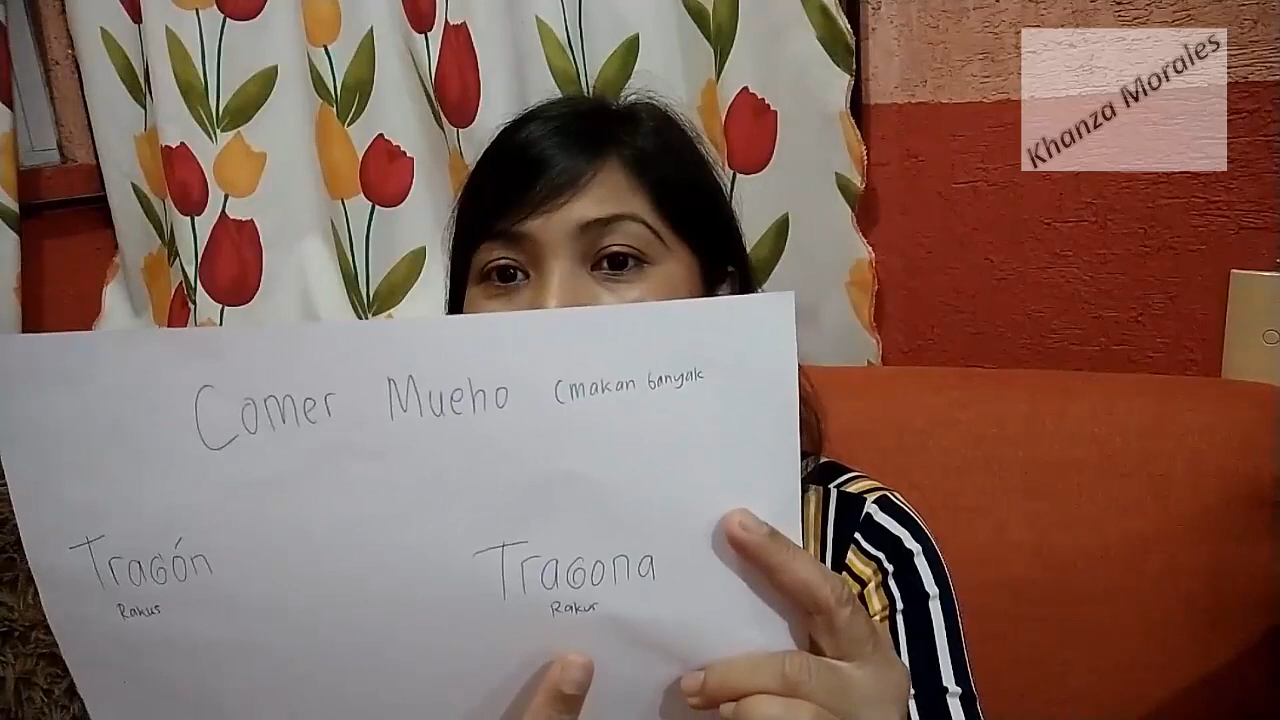 Khanza Morales
Comer Mucho (makan banyak
Tragón
Tragona
Rakus
Rakus